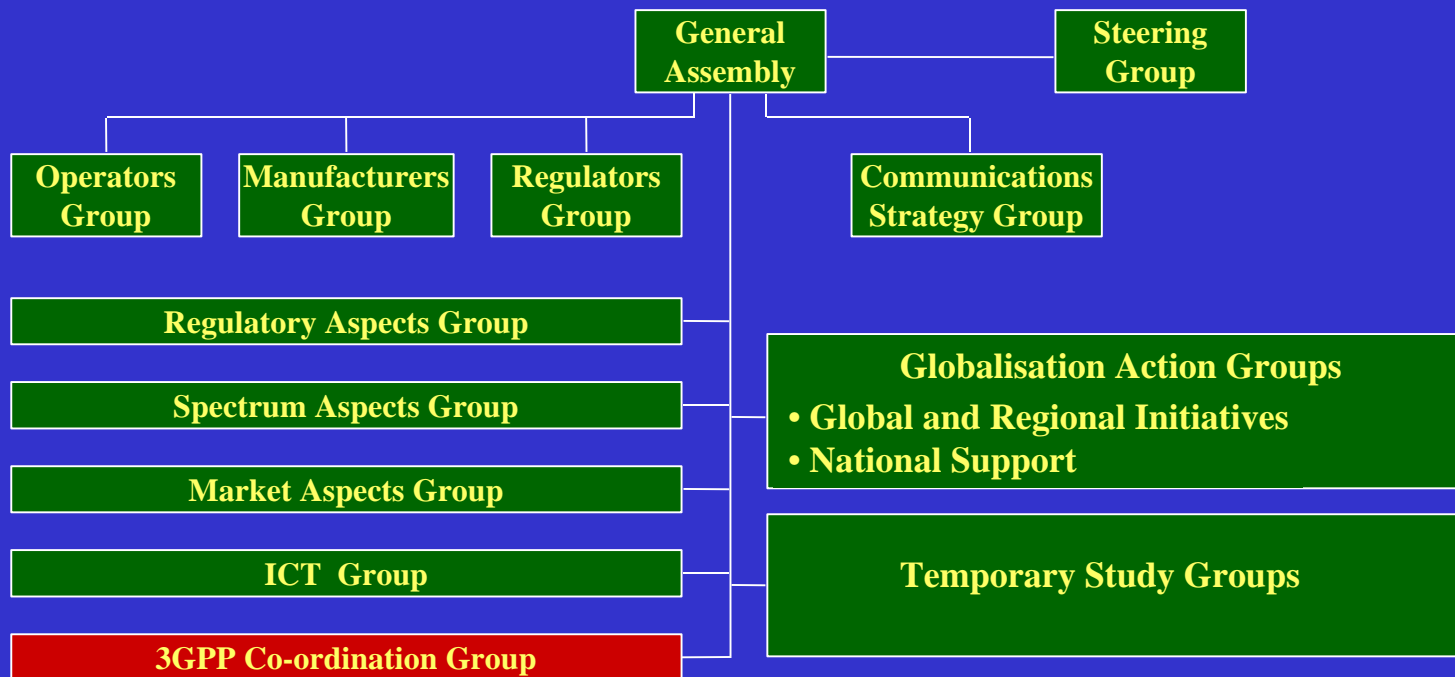 General
Assembly
Steering
Group
Operators
Group
Manufacturers
Group
Regulators
Group
Communications
Strategy Group
Regulatory Aspects Group
Spectrum Aspects Group
Market Aspects Group
ICT Group
3GPP Co-ordination Group
Globalisation Action Groups
• Global and Regional Initiatives
• National Support
Temporary Study Groups